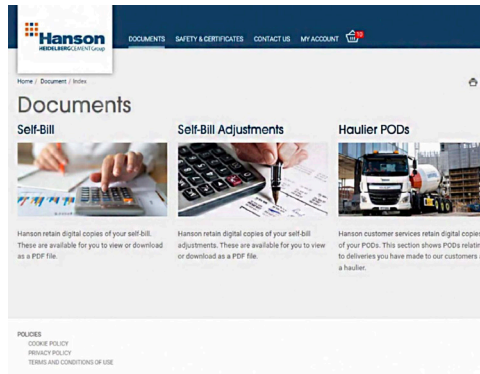 Hanson
HEIDELBERGCEMENT Group
DOCUMENTS SAFETY & CERTIFICATES CONTACT US MY ACCOUNT 10
Home / Document / Index
Documents
Self-Bill
Hanson retain digital copies of your self-bill.
These are available for you to view or download
as a PDF file.
Self-Bill Adjustments
Hanson retain digital copies of your self-bill
adjustments. These are available for you to view
or download as a PDF file.
Haulier PODs
Hanson customer services retain digital copies
of your PODs. This section shows PODs relatin
to deliveries you have made to our customers
a haulier.
POLICIES
COOKIE POLICY
PRIVACY POLICY
TERMS AND CONDITIONS OF USE